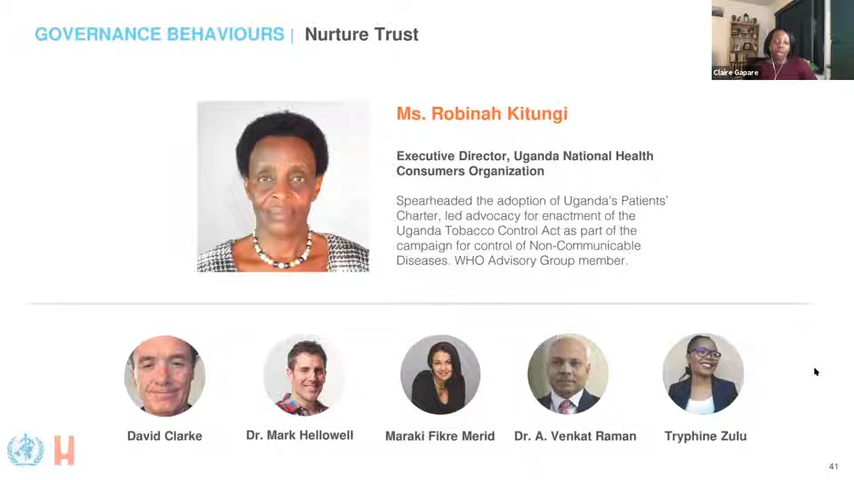 GOVERNANCE BEHAVIOURS | Nurture Trust
Claire Gapare
Ms. Robinah Kitungi
Executive Director, Uganda National Health
Consumers Organization
Spearheaded the adoption of Uganda's Patients'
Charter, led advocacy for enactment of the
Uganda Tobacco Control Act as part of the
campaign for control of Non-Communicable
Diseases. WHO Advisory Group member.
David Clarke
Dr. Mark Hellowell
Maraki Fikre Merid
Dr. A. Venkat Raman
Tryphine Zulu
41